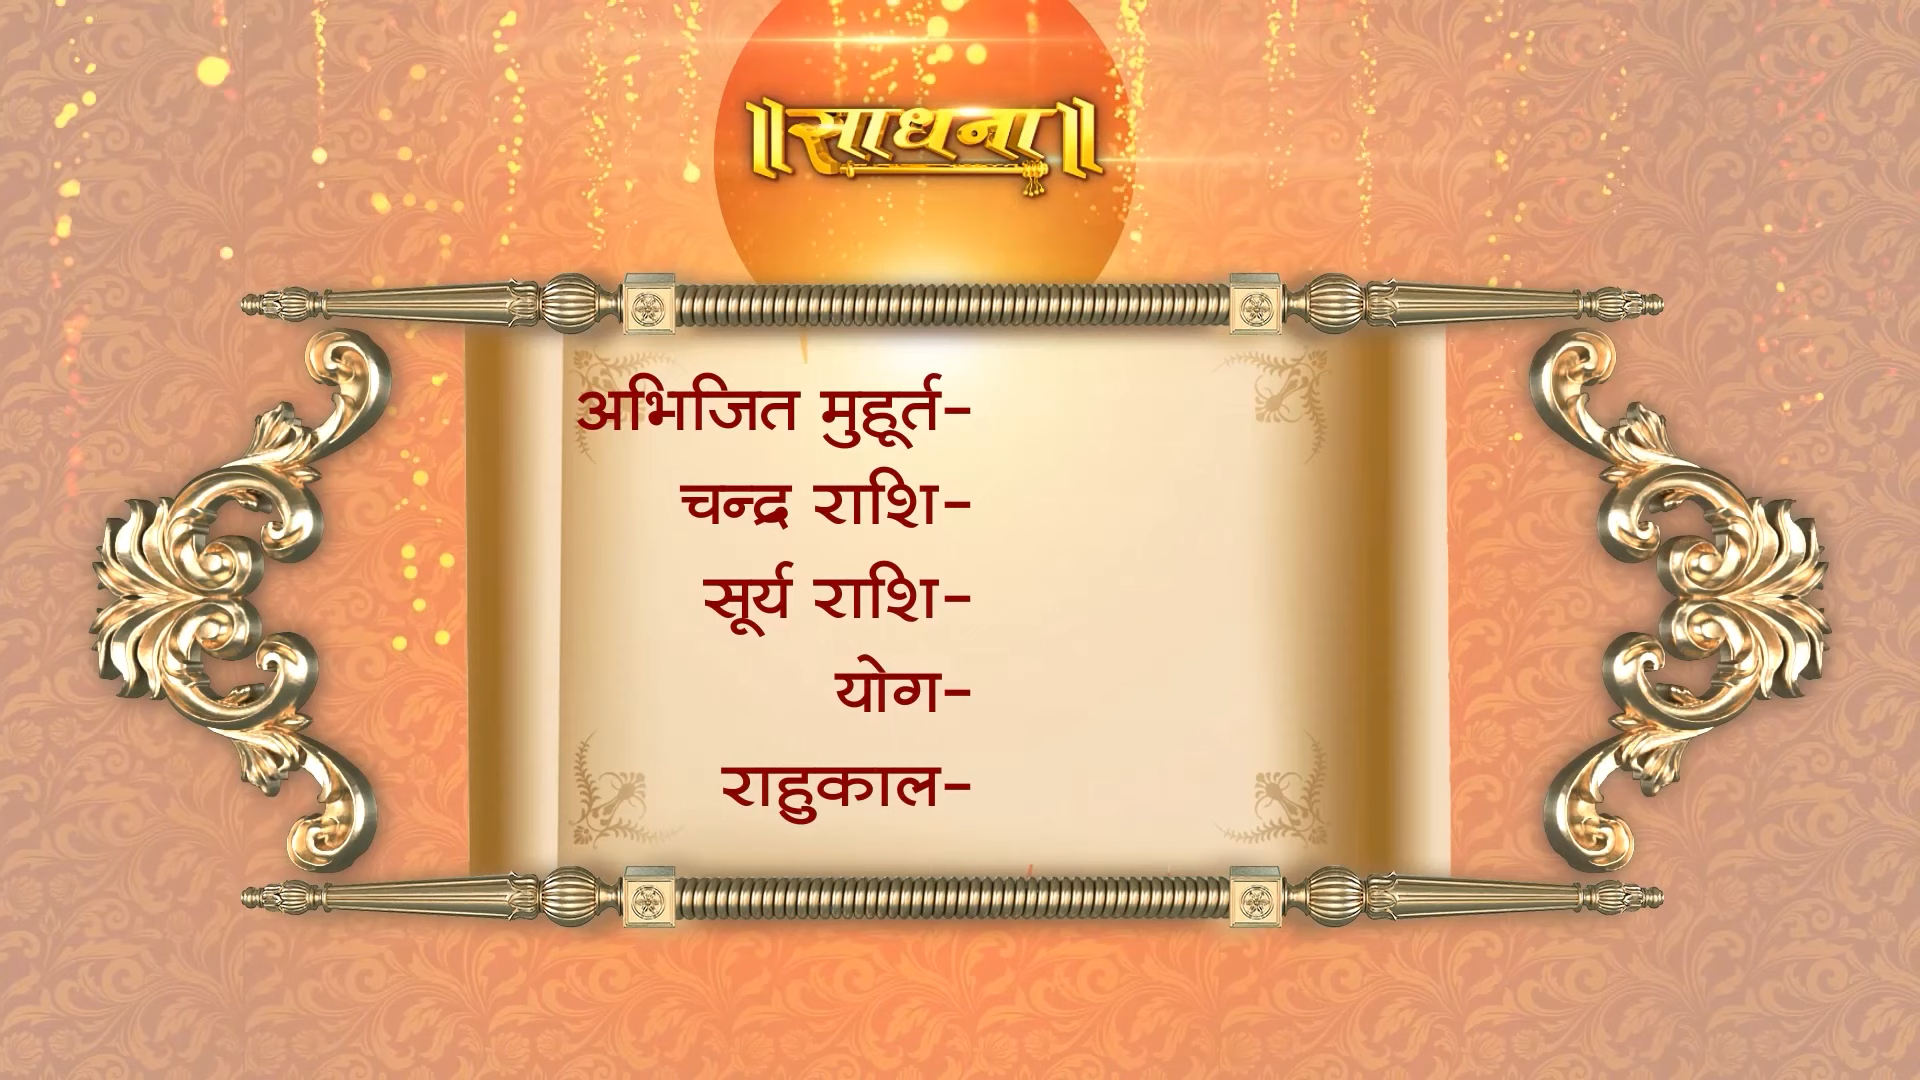 ॥साधना॥
अभिजित मुहूर्त-
चन्द्र राशि-
सूर्य राशि-
योग-
राहुकाल-